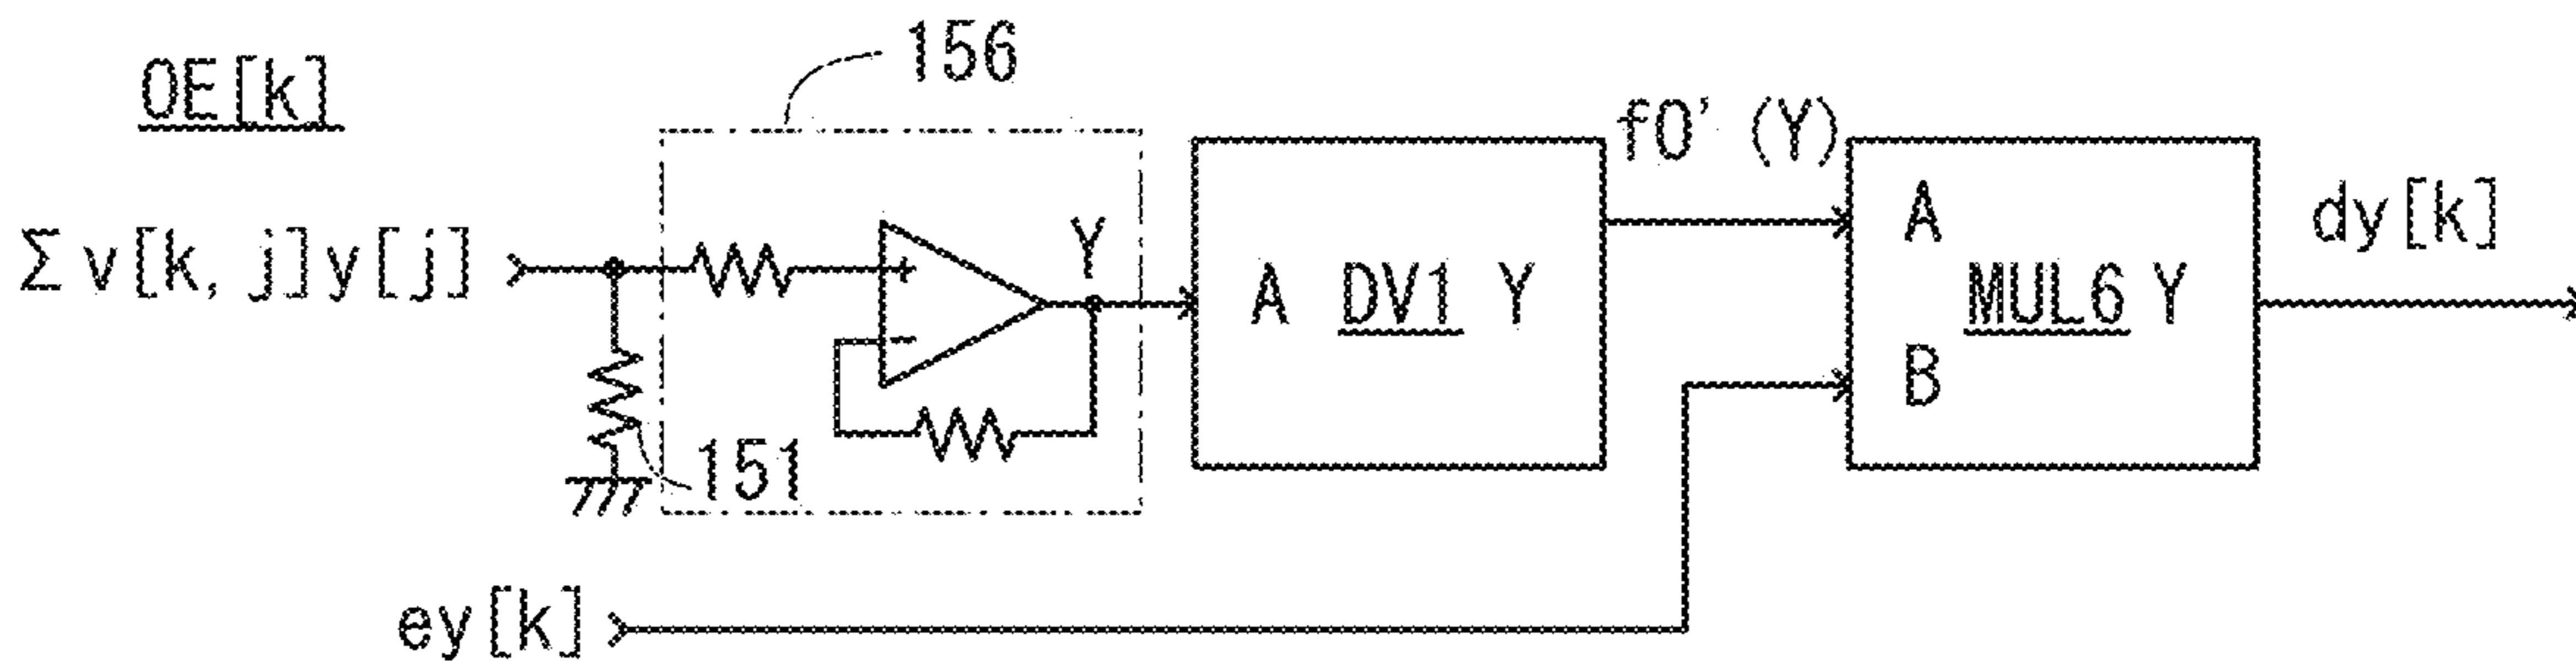 OE[k]
156
f0' (Y)
Σv[k, j]y[j]
+
Y
A DV1 Y
A
MUL6 Y
B
dy[k]
−
151
ey[k]